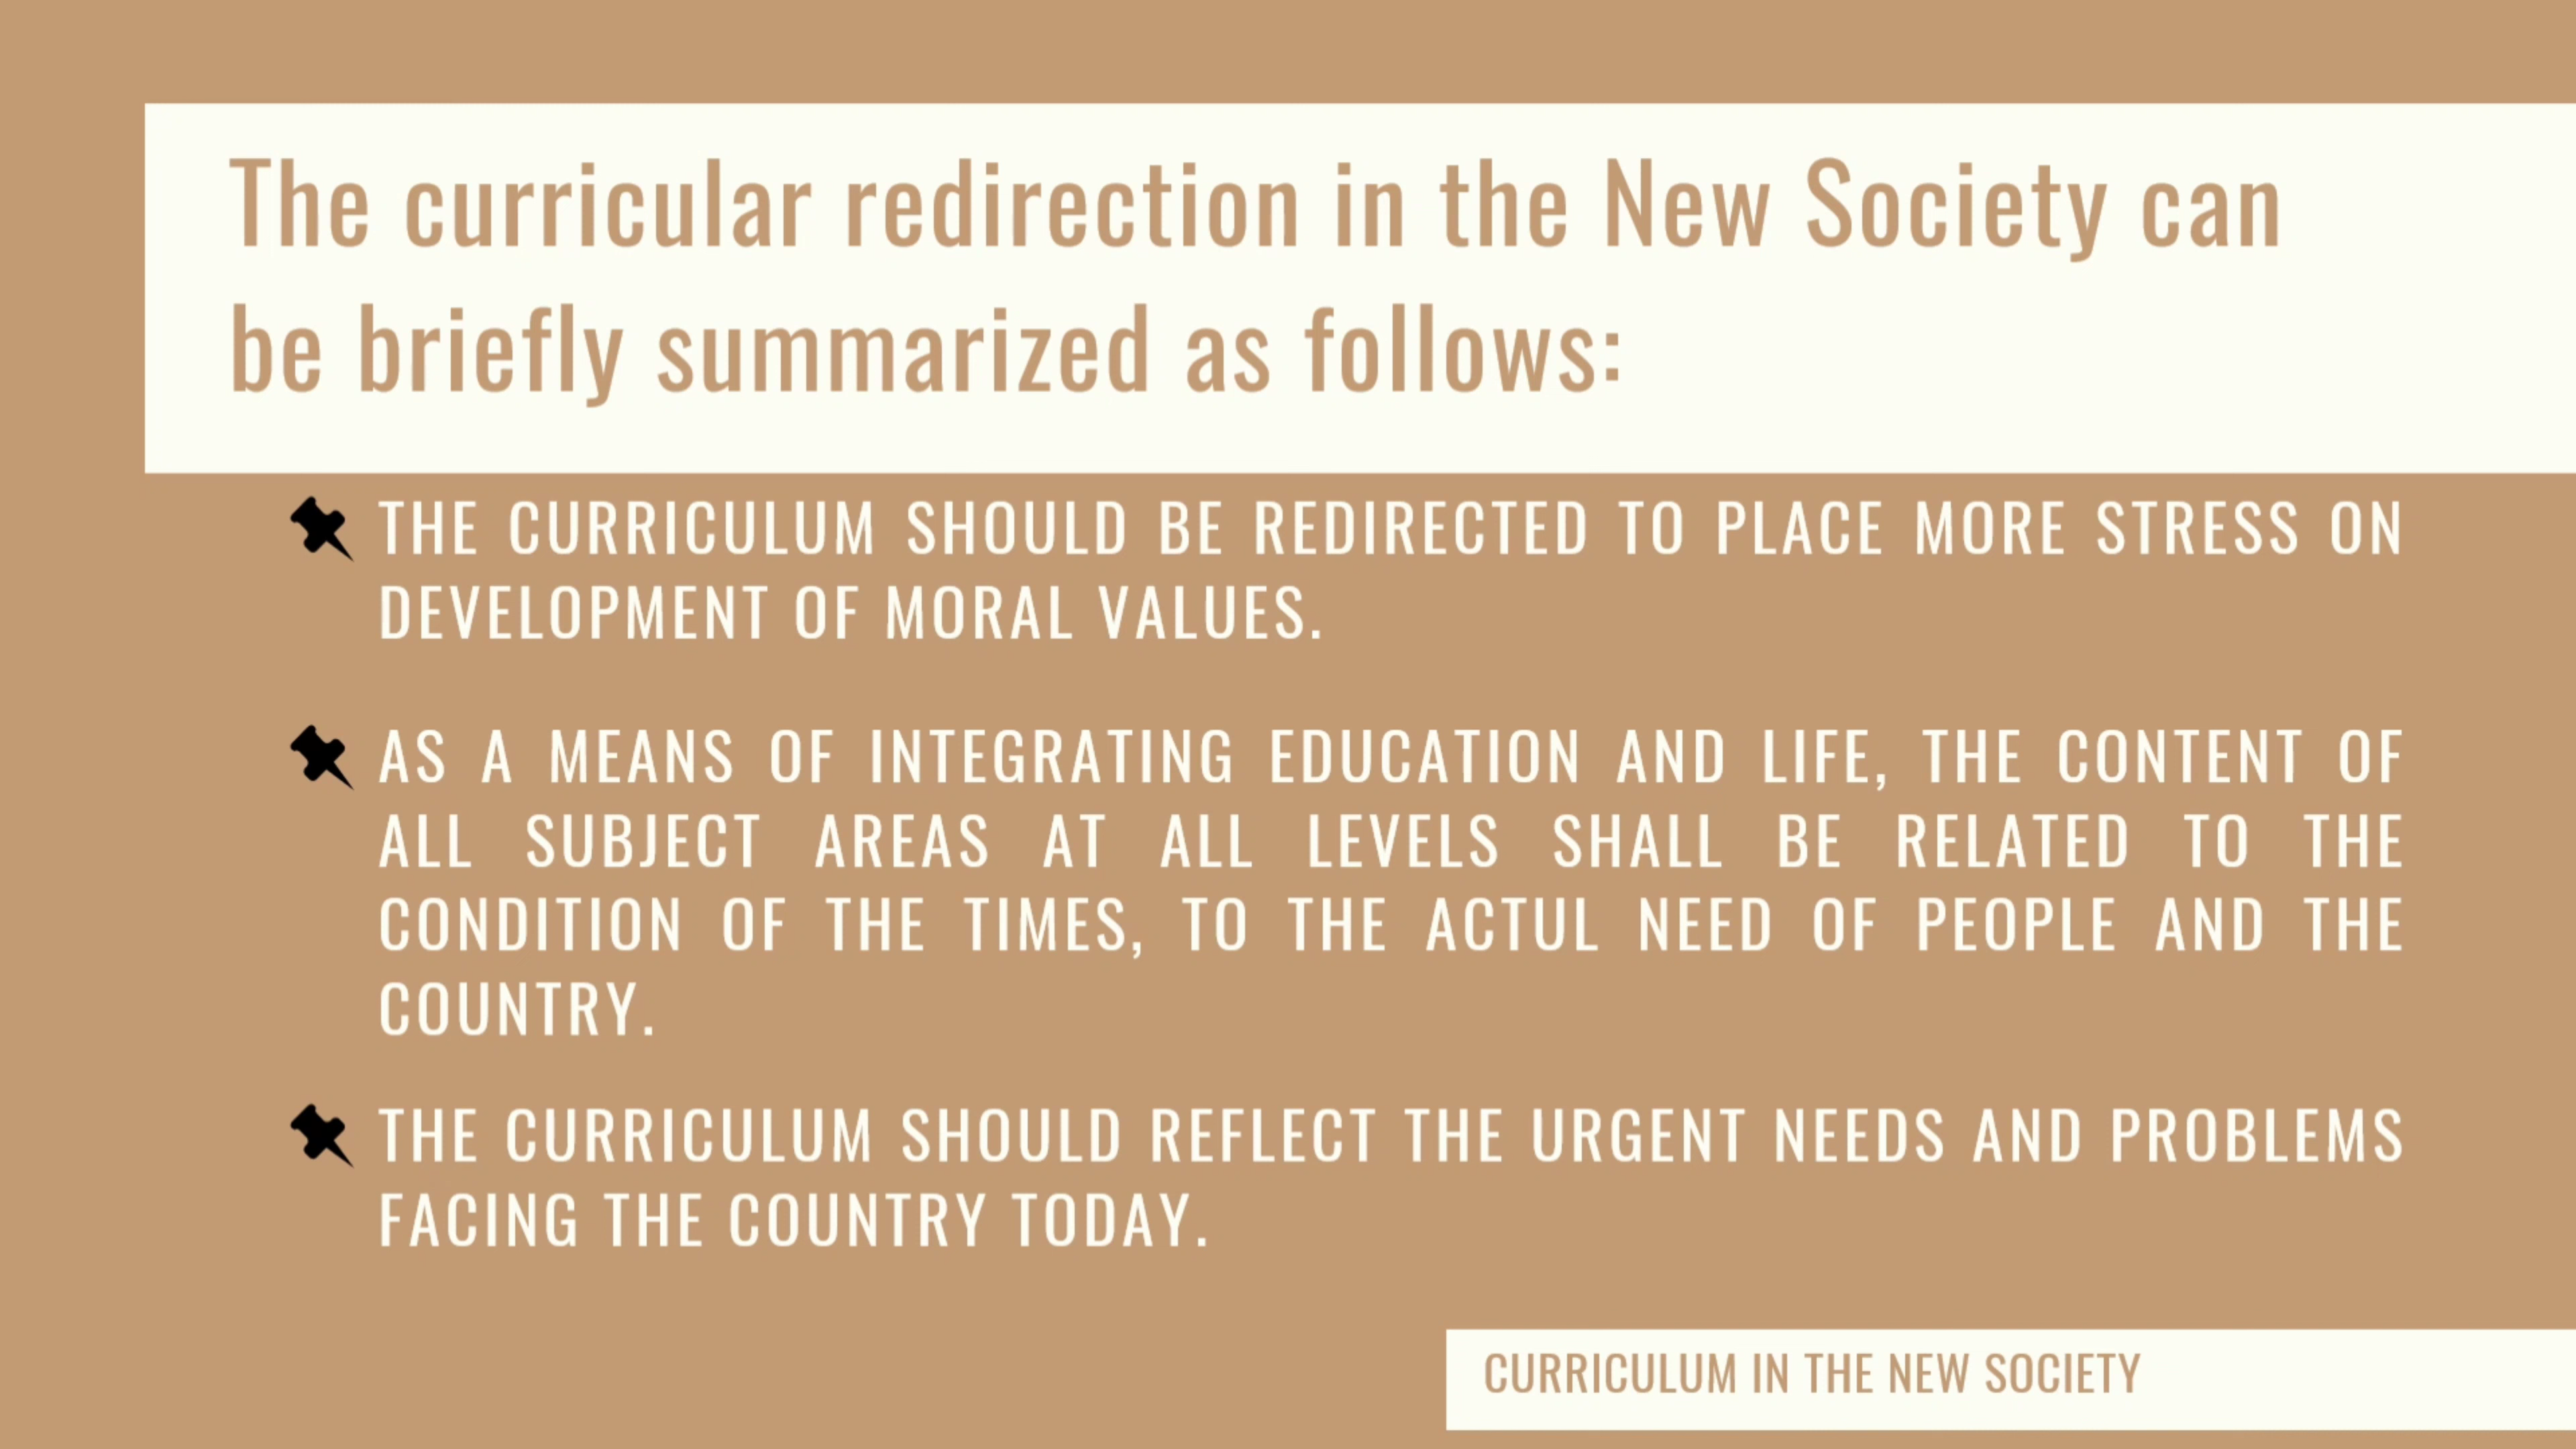 The curricular redirection in the New Society can
be briefly summarized as follows:
THE CURRICULUM SHOULD BE REDIRECTED TO PLACE MORE STRESS ON
DEVELOPMENT OF MORAL VALUES.
AS A MEANS OF INTEGRATING EDUCATION AND LIFE, THE CONTENT OF
ALL SUBJECT AREAS AT ALL LEVELS SHALL BE RELATED TO THE
CONDITION OF THE TIMES, TO THE ACTUL NEED OF PEOPLE AND THE
COUNTRY.
THE CURRICULUM SHOULD REFLECT THE URGENT NEEDS AND PROBLEMS
FACING THE COUNTRY TODAY.
CURRICULUM IN THE NEW SOCIETY